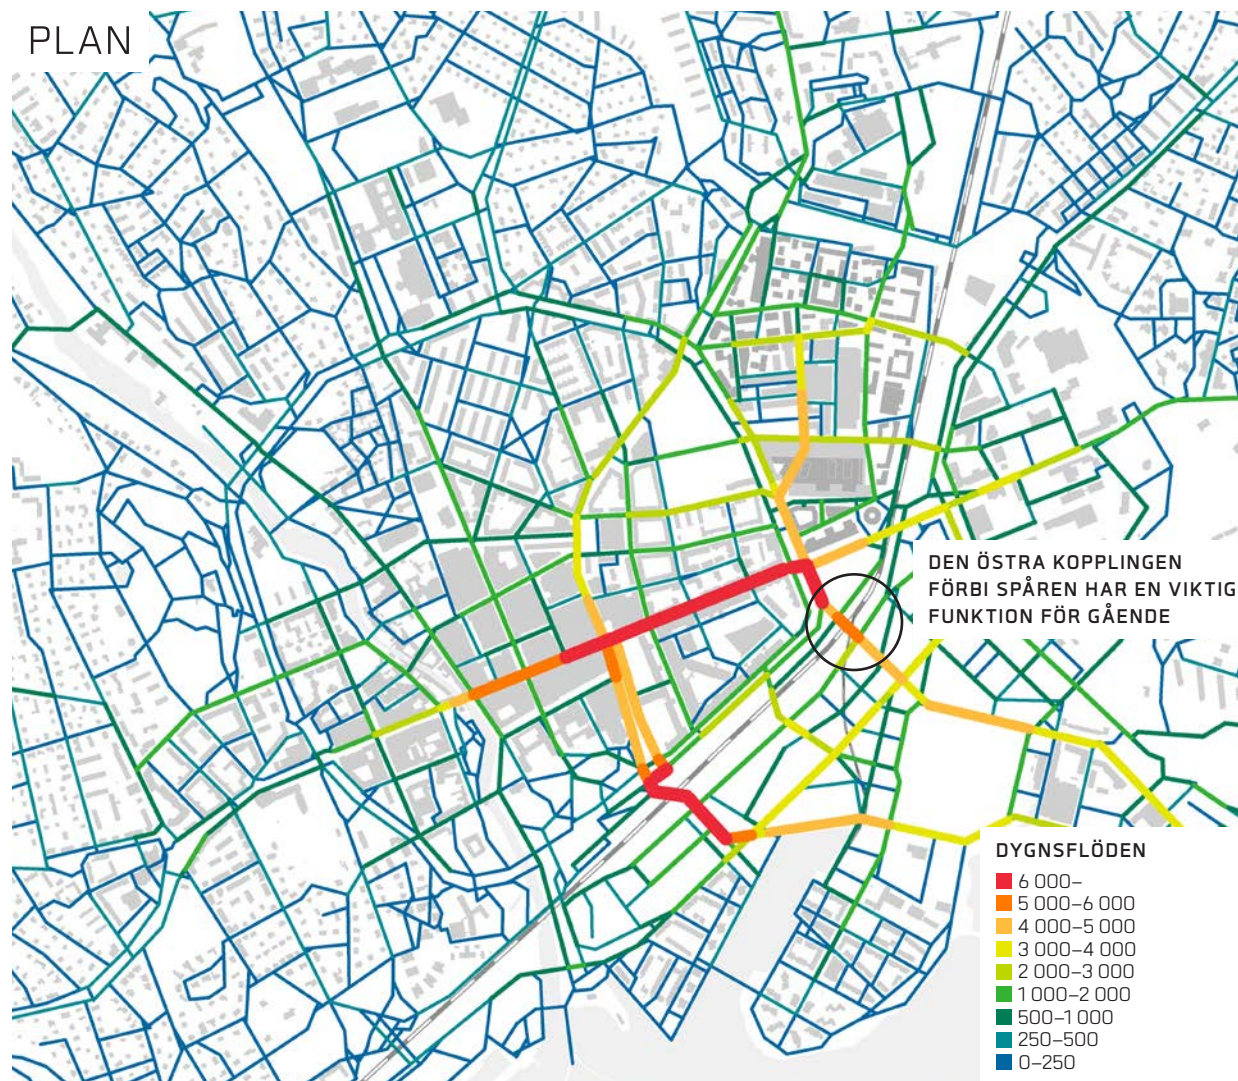 PLAN
DEN ÖSTRA KOPPLINGEN
FÖRBI SPÅREN HAR EN VIKTIG
FUNKTION FÖR GÅENDE
DYGNSFLÖDEN
6 000–
5 000–6 000
4 000–5 000
3 000–4 000
2 000–3 000
1 000–2 000
500–1 000
250–500
0–250